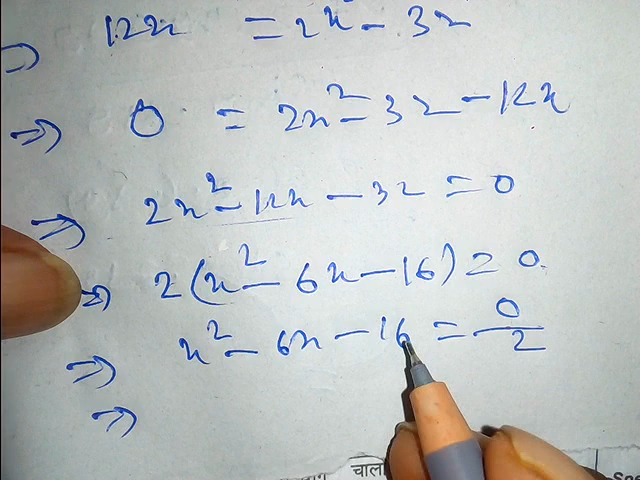 ⇒ 12x = 2x² - 32
⇒ 0 = 2x² - 32 - 12x
⇒ 2x² - 12x - 32 = 0
⇒ 2(x² - 6x - 16) = 0
⇒ x² - 6x - 16 = 0/2
⇒
चाल